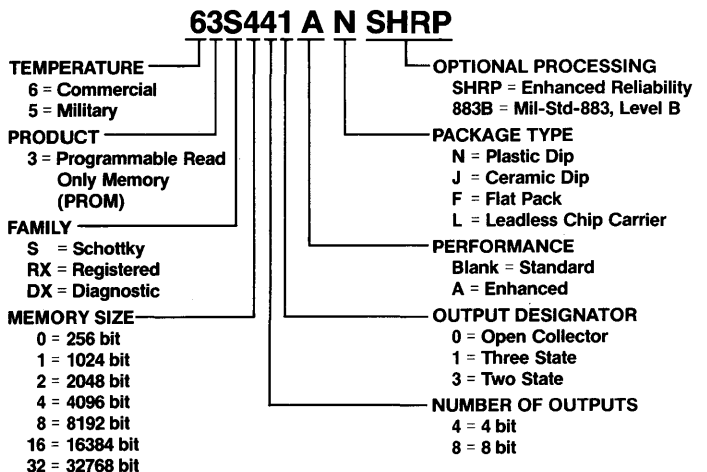 63S441 A N SHRP
TEMPERATURE
6 = Commercial
5 = Military
PRODUCT
3 = Programmable Read
Only Memory
(PROM)
FAMILY
S = Schottky
RX = Registered
DX = Diagnostic
MEMORY SIZE
0 = 256 bit
1 = 1024 bit
2 = 2048 bit
4 = 4096 bit
8 = 8192 bit
16 = 16384 bit
32 = 32768 bit
OPTIONAL PROCESSING
SHRP = Enhanced Reliability
883B = Mil-Std-883, Level B
PACKAGE TYPE
N = Plastic Dip
J = Ceramic Dip
F = Flat Pack
L = Leadless Chip Carrier
PERFORMANCE
Blank = Standard
A = Enhanced
OUTPUT DESIGNATOR
0 = Open Collector
1 = Three State
3 = Two State
NUMBER OF OUTPUTS
4 = 4 bit
8 = 8 bit